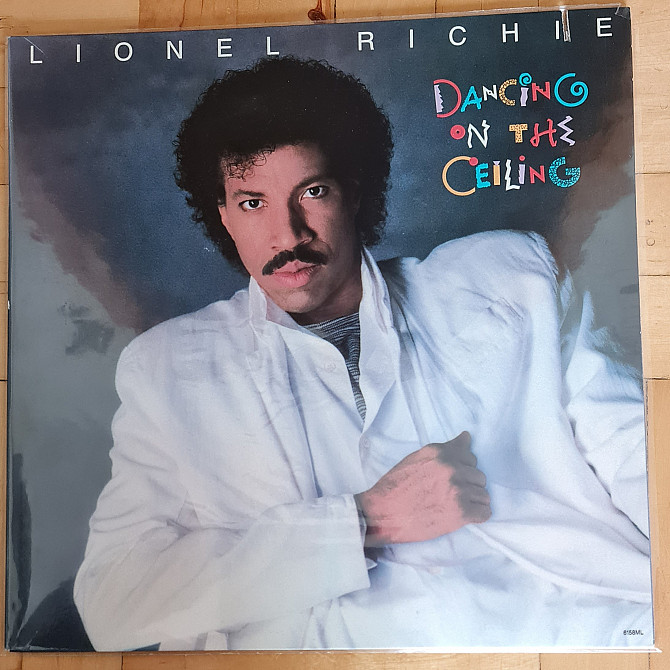 LIONEL RICHIE
DANCING
ON THE
CEILING
6158ML